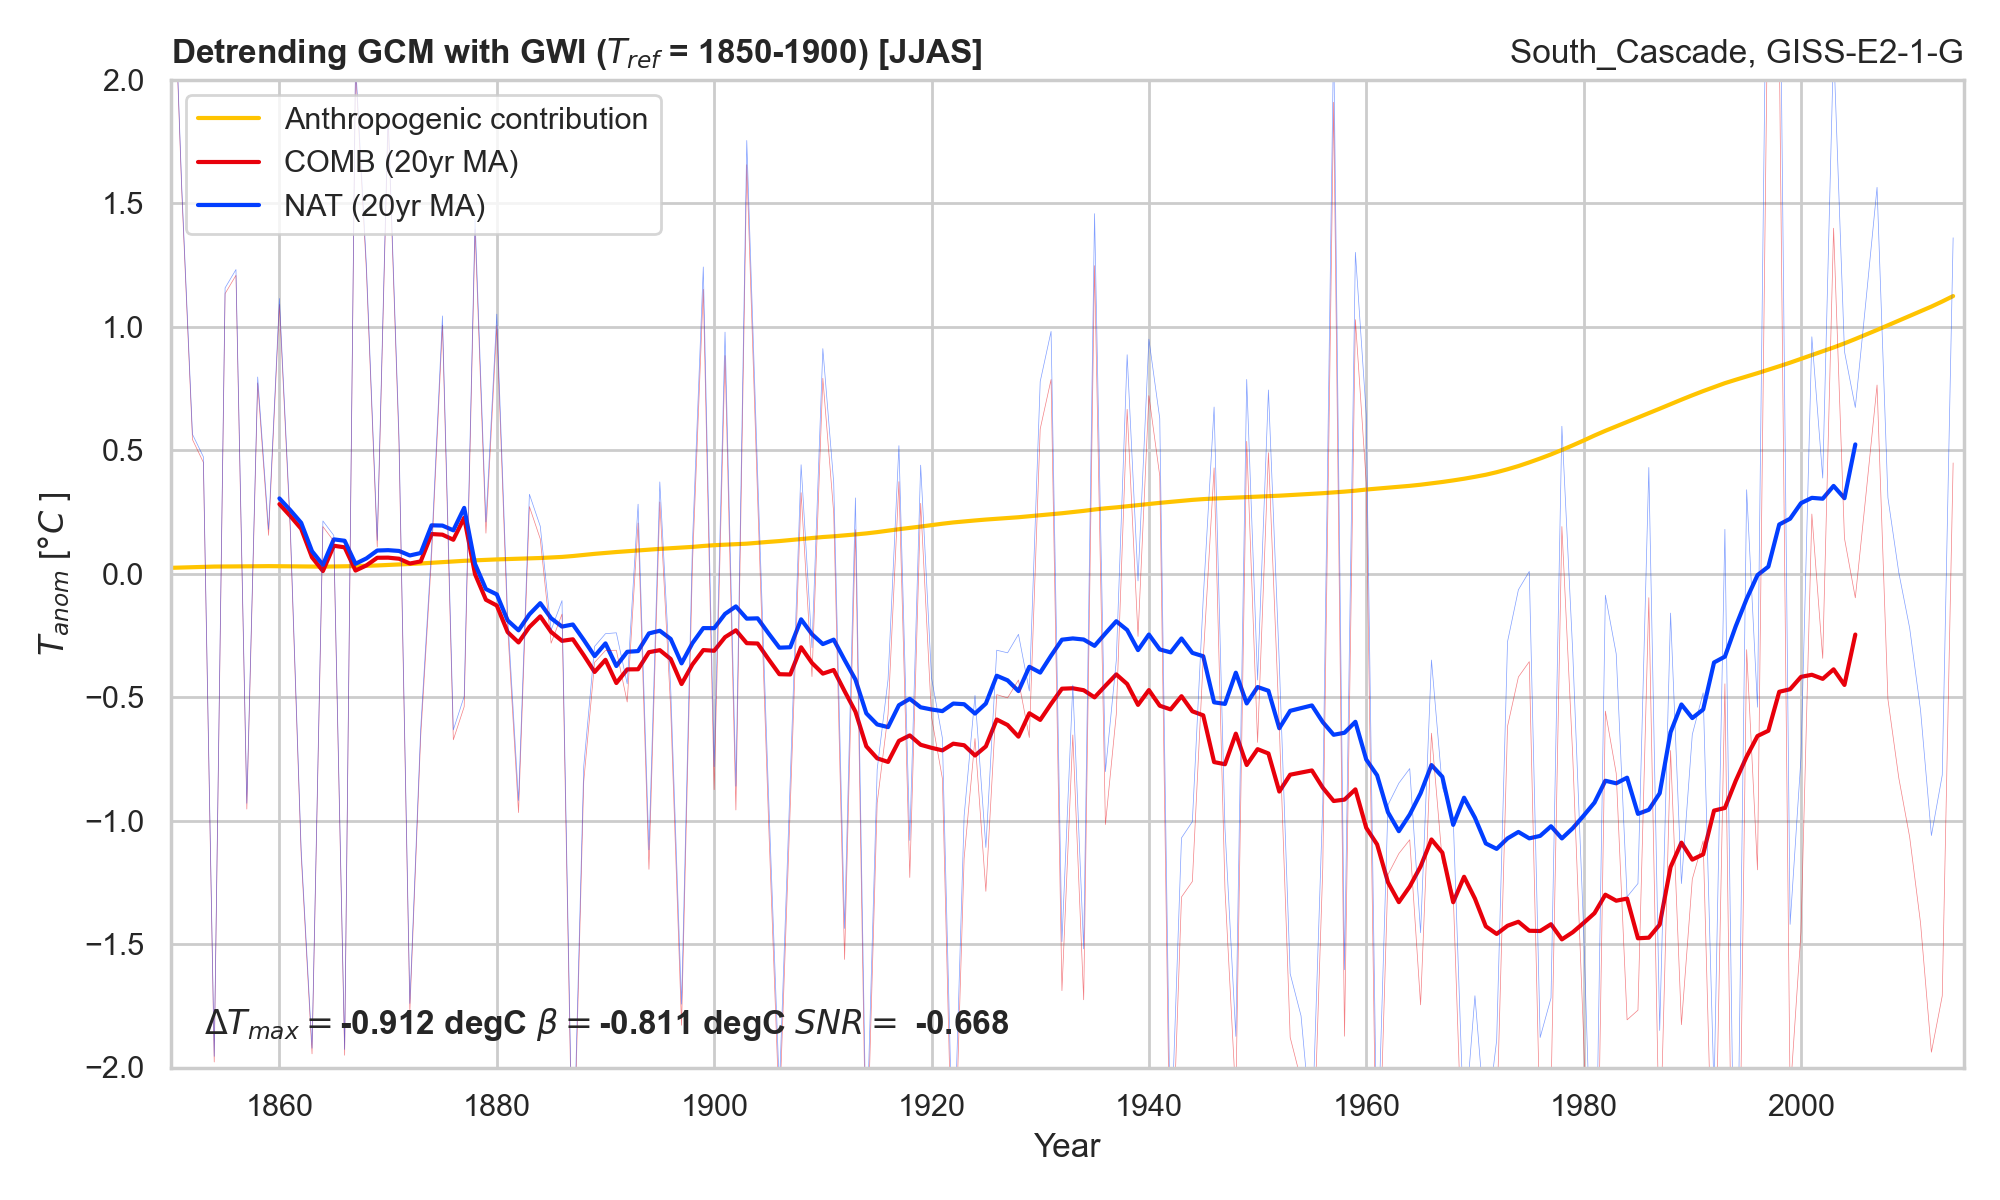 Detrending GCM with GWI (T_ref = 1850-1900) [JJAS]
South_Cascade, GISS-E2-1-G
Anthropogenic contribution
COMB (20yr MA)
NAT (20yr MA)
2.0
1.5
1.0
0.5
0.0
−0.5
−1.0
−1.5
−2.0
T_anom [°C]
ΔT_max = -0.912 degC β = -0.811 degC SNR = -0.668
1860 1880 1900 1920 1940 1960 1980 2000
Year